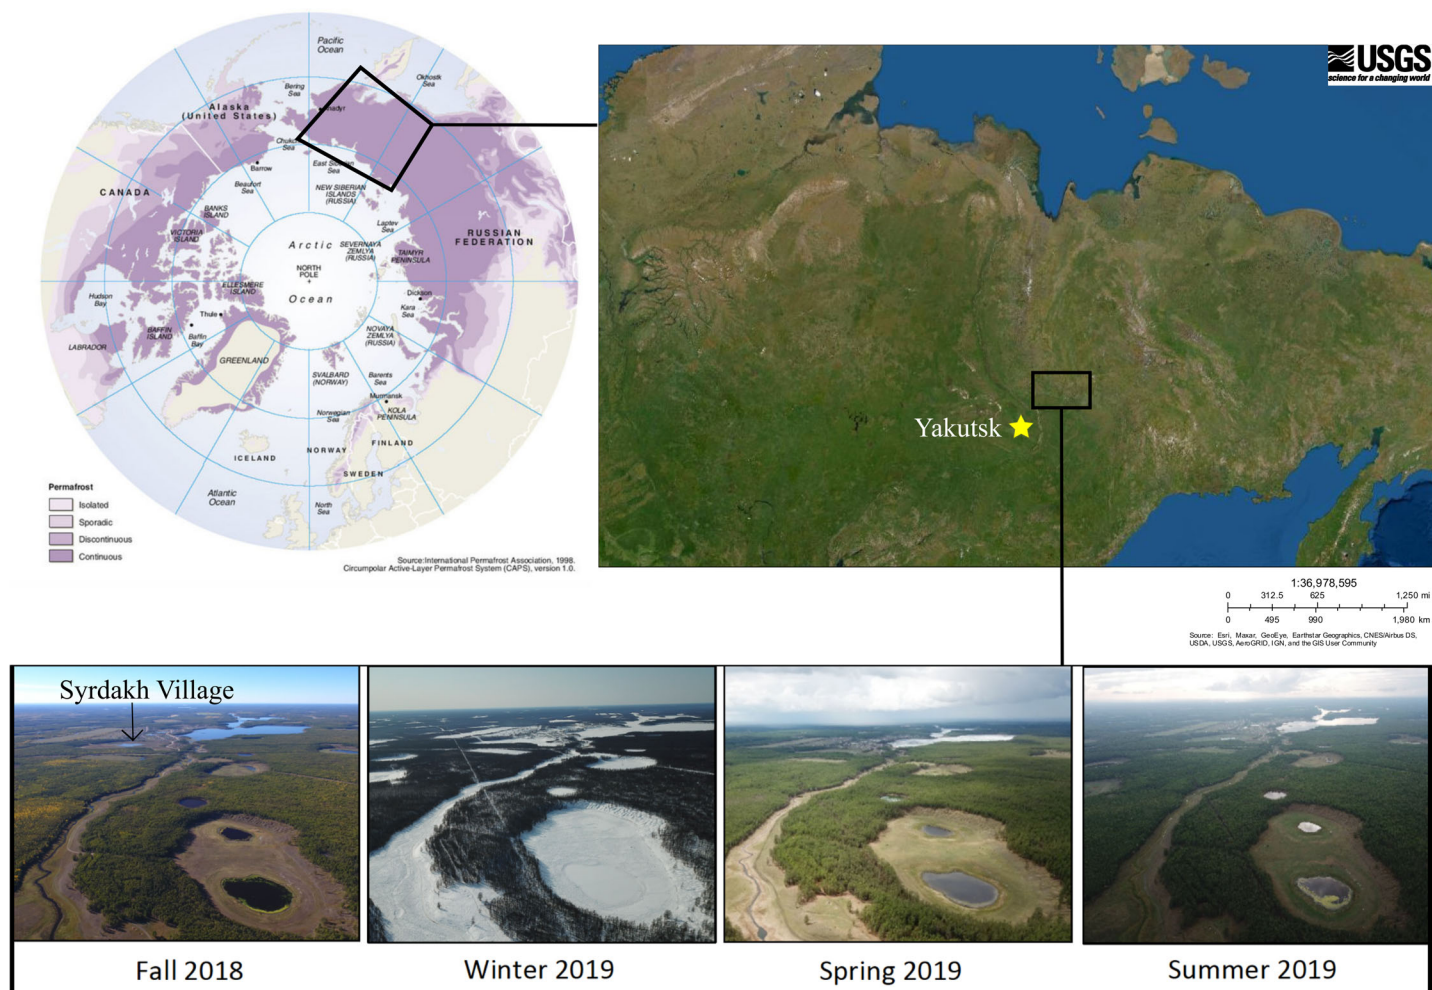 Pacific
Ocean
Okhostk
Sea
Bering
Sea
Alaska
(United States)
Chukchi
Sea
East Siberian
Sea
Barrow
Beaufort
Sea
NEW SIBERIAN
ISLANDS
(RUSSIA)
CANADA
BANKS
ISLAND
VICTORIA
ISLAND
Laptev
Sea
RUSSIAN
FEDERATION
Arctic
SEVERNAYA
ZEMLYA
(RUSSIA)
TAIMYR
PENINSULA
NORTH
POLE
+
ELLESMERE
ISLAND
Ocean
Dickson
Kara
Sea
Hudson
Bay
Thule
BAFFIN
ISLAND
Baffin
Bay
NOVAYA
ZEMLYA
(RUSSIA)
LABRADOR
GREENLAND
SVALBARD
(NORWAY)
Barents
Sea
Murmansk
KOLA
PENINSULA
Norwegian
Sea
FINLAND
NORWAY
ICELAND
SWEDEN
Atlantic
Ocean
North
Sea
Permafrost
Isolated
Sporadic
Discontinuous
Continuous
Source:International Permafrost Association, 1998.
Circumpolar Active-Layer Permafrost System (CAPS), version 1.0.
USGS
science for a changing world
Yakutsk
1:36,978,595
0 312.5 625 1,250 mi
0 495 990 1,980 km
Source: Esri, Maxar, GeoEye, Earthstar Geographics, CNES/Airbus DS,
USDA, USGS, AeroGRID, IGN, and the GIS User Community
Syrdakh Village
Fall 2018
Winter 2019
Spring 2019
Summer 2019